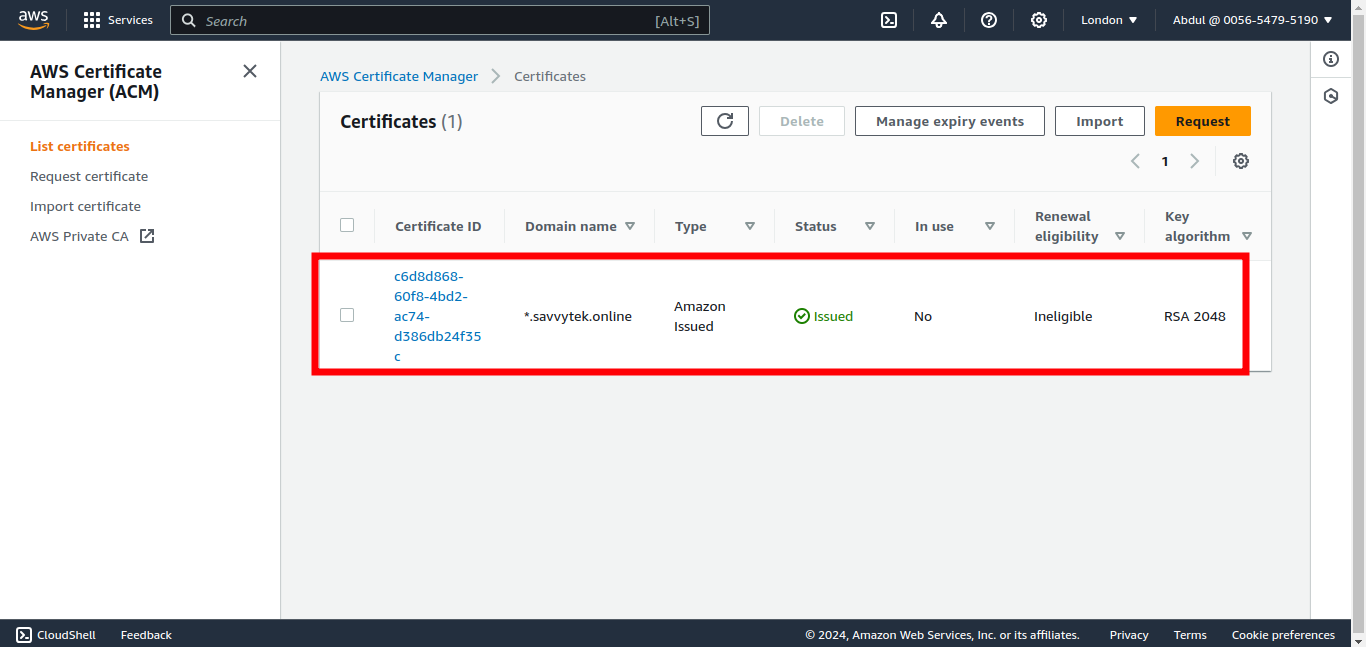 aws
Services
Search
[Alt+S]
London
Abdul @ 0056-5479-5190
AWS Certificate
Manager (ACM)
List certificates
Request certificate
Import certificate
AWS Private CA
AWS Certificate Manager
Certificates
Certificates (1)
Delete
Manage expiry events
Import
Request
1
Certificate ID
Domain name
Type
Status
In use
Renewal
eligibility
Key
algorithm
c6d8d868-
60f8-4bd2-
ac74-
d386db24f35
c
*.savvytek.online
Amazon
Issued
Issued
No
Ineligible
RSA 2048
CloudShell
Feedback
© 2024, Amazon Web Services, Inc. or its affiliates.
Privacy
Terms
Cookie preferences